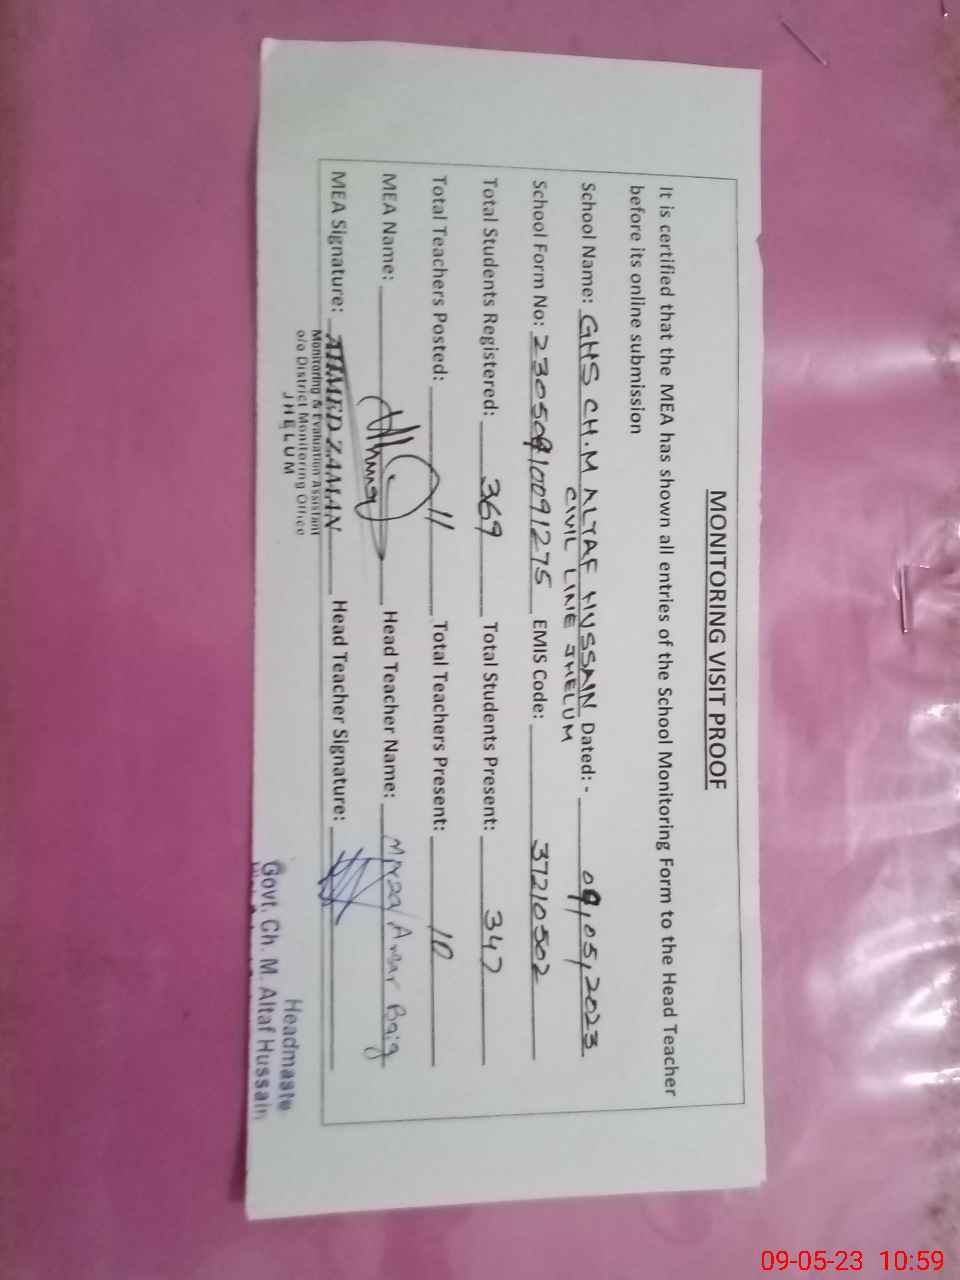 MONITORING VISIT PROOF
It is certified that the MEA has shown all entries of the School Monitoring Form to the Head Teacher
before its online submission
School Name: GHS CH.M ALTAF HUSSAIN Dated: - 09,05,2023
CIVIL LINE JHELUM
School Form No: 23050910091275 EMIS Code: 37210502
Total Students Registered: 369 Total Students Present: 347
Total Teachers Posted: 11 Total Teachers Present: 10
MEA Name: Head Teacher Name: Mirza Amar Baig
MEA Signature: AHMED ZAMAN Head Teacher Signature:
Monitoring & Evaluation Assistant
o/o District Monitoring Office
JHELUM
Headmaste
Govt. Ch. M. Altaf Hussain
09-05-23 10:59